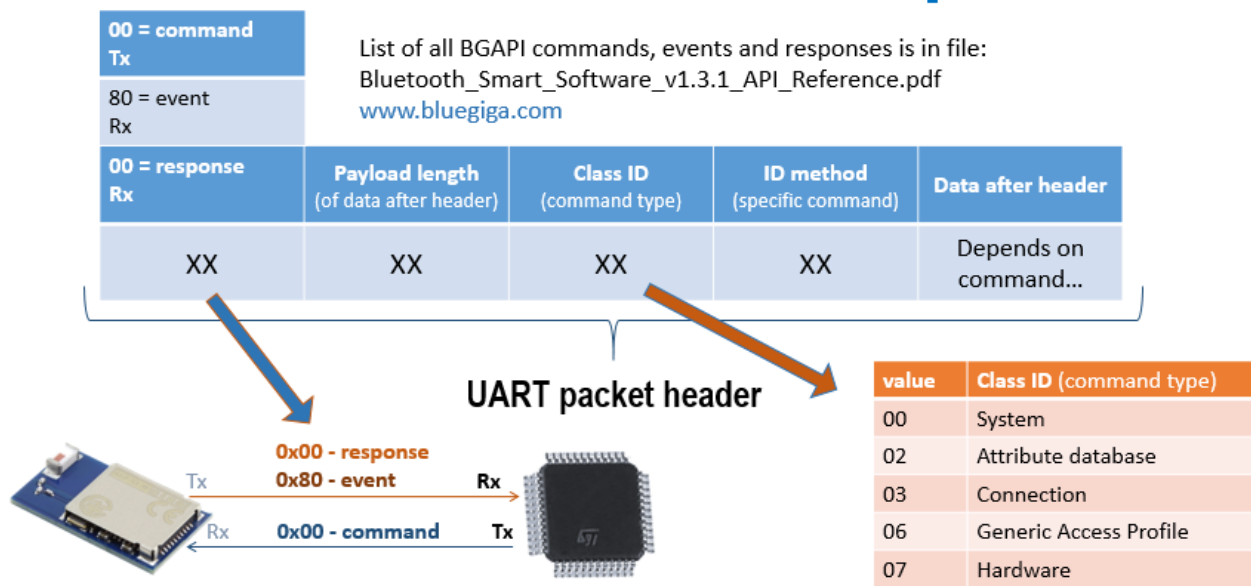 00 = command
Tx
List of all BGAPI commands, events and responses is in file:
Bluetooth_Smart_Software_v1.3.1_API_Reference.pdf
www.bluegiga.com
80 = event
Rx
00 = response
Rx
Payload length
(of data after header)
Class ID
(command type)
ID method
(specific command)
Data after header
XX
XX
XX
XX
Depends on
command...
UART packet header
value
Class ID (command type)
00
System
02
Attribute database
03
Connection
06
Generic Access Profile
07
Hardware
0x00 - response
Tx
0x80 - event
Rx
Rx
0x00 - command
Tx